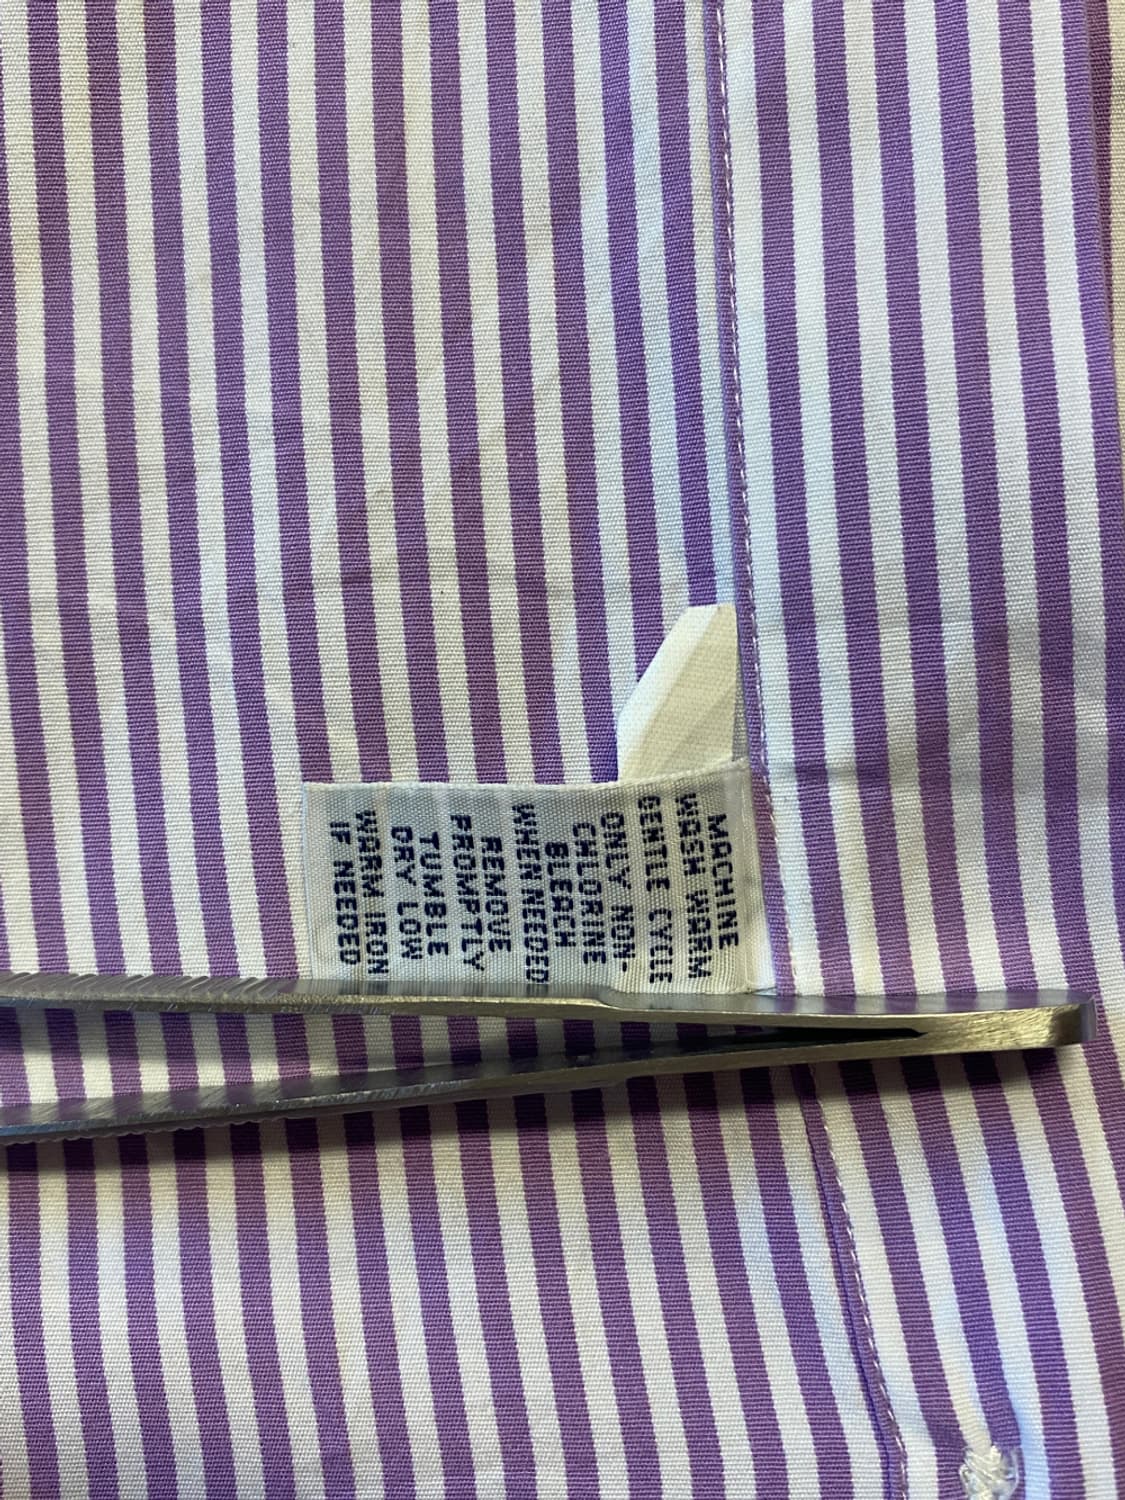 MACHINE
WASH WARM
GENTLE CYCLE
ONLY NON-
CHLORINE
BLEACH
WHEN NEEDED
REMOVE
PROMPTLY
TUMBLE
DRY LOW
WARM IRON
IF NEEDED